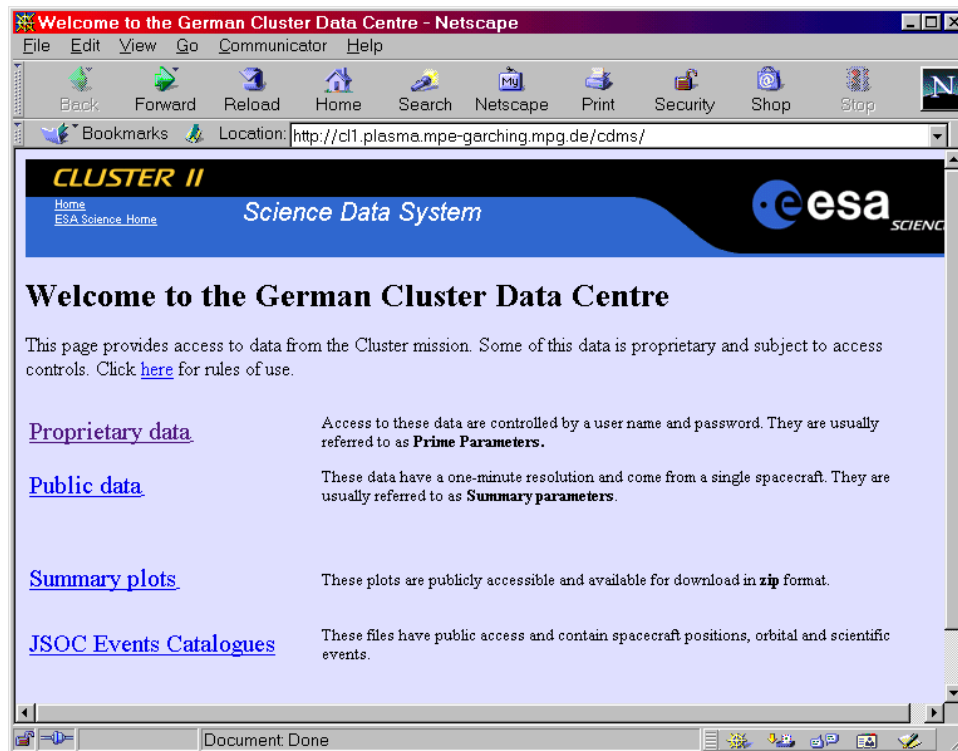 Welcome to the German Cluster Data Centre - Netscape
File Edit View Go Communicator Help
Back Forward Reload Home Search Netscape Print Security Shop Stop
My
N
Bookmarks Location: http://cl1.plasma.mpe-garching.mpg.de/cdms/
CLUSTER II
Home
ESA Science Home
Science Data System
esa
SCIENC
Welcome to the German Cluster Data Centre
This page provides access to data from the Cluster mission. Some of this data is proprietary and subject to access
controls. Click here for rules of use.
Proprietary data
Access to these data are controlled by a user name and password. They are usually
referred to as Prime Parameters.
Public data
These data have a one-minute resolution and come from a single spacecraft. They are
usually referred to as Summary parameters.
Summary plots
These plots are publicly accessible and available for download in zip format.
JSOC Events Catalogues
These files have public access and contain spacecraft positions, orbital and scientific
events.
Document: Done